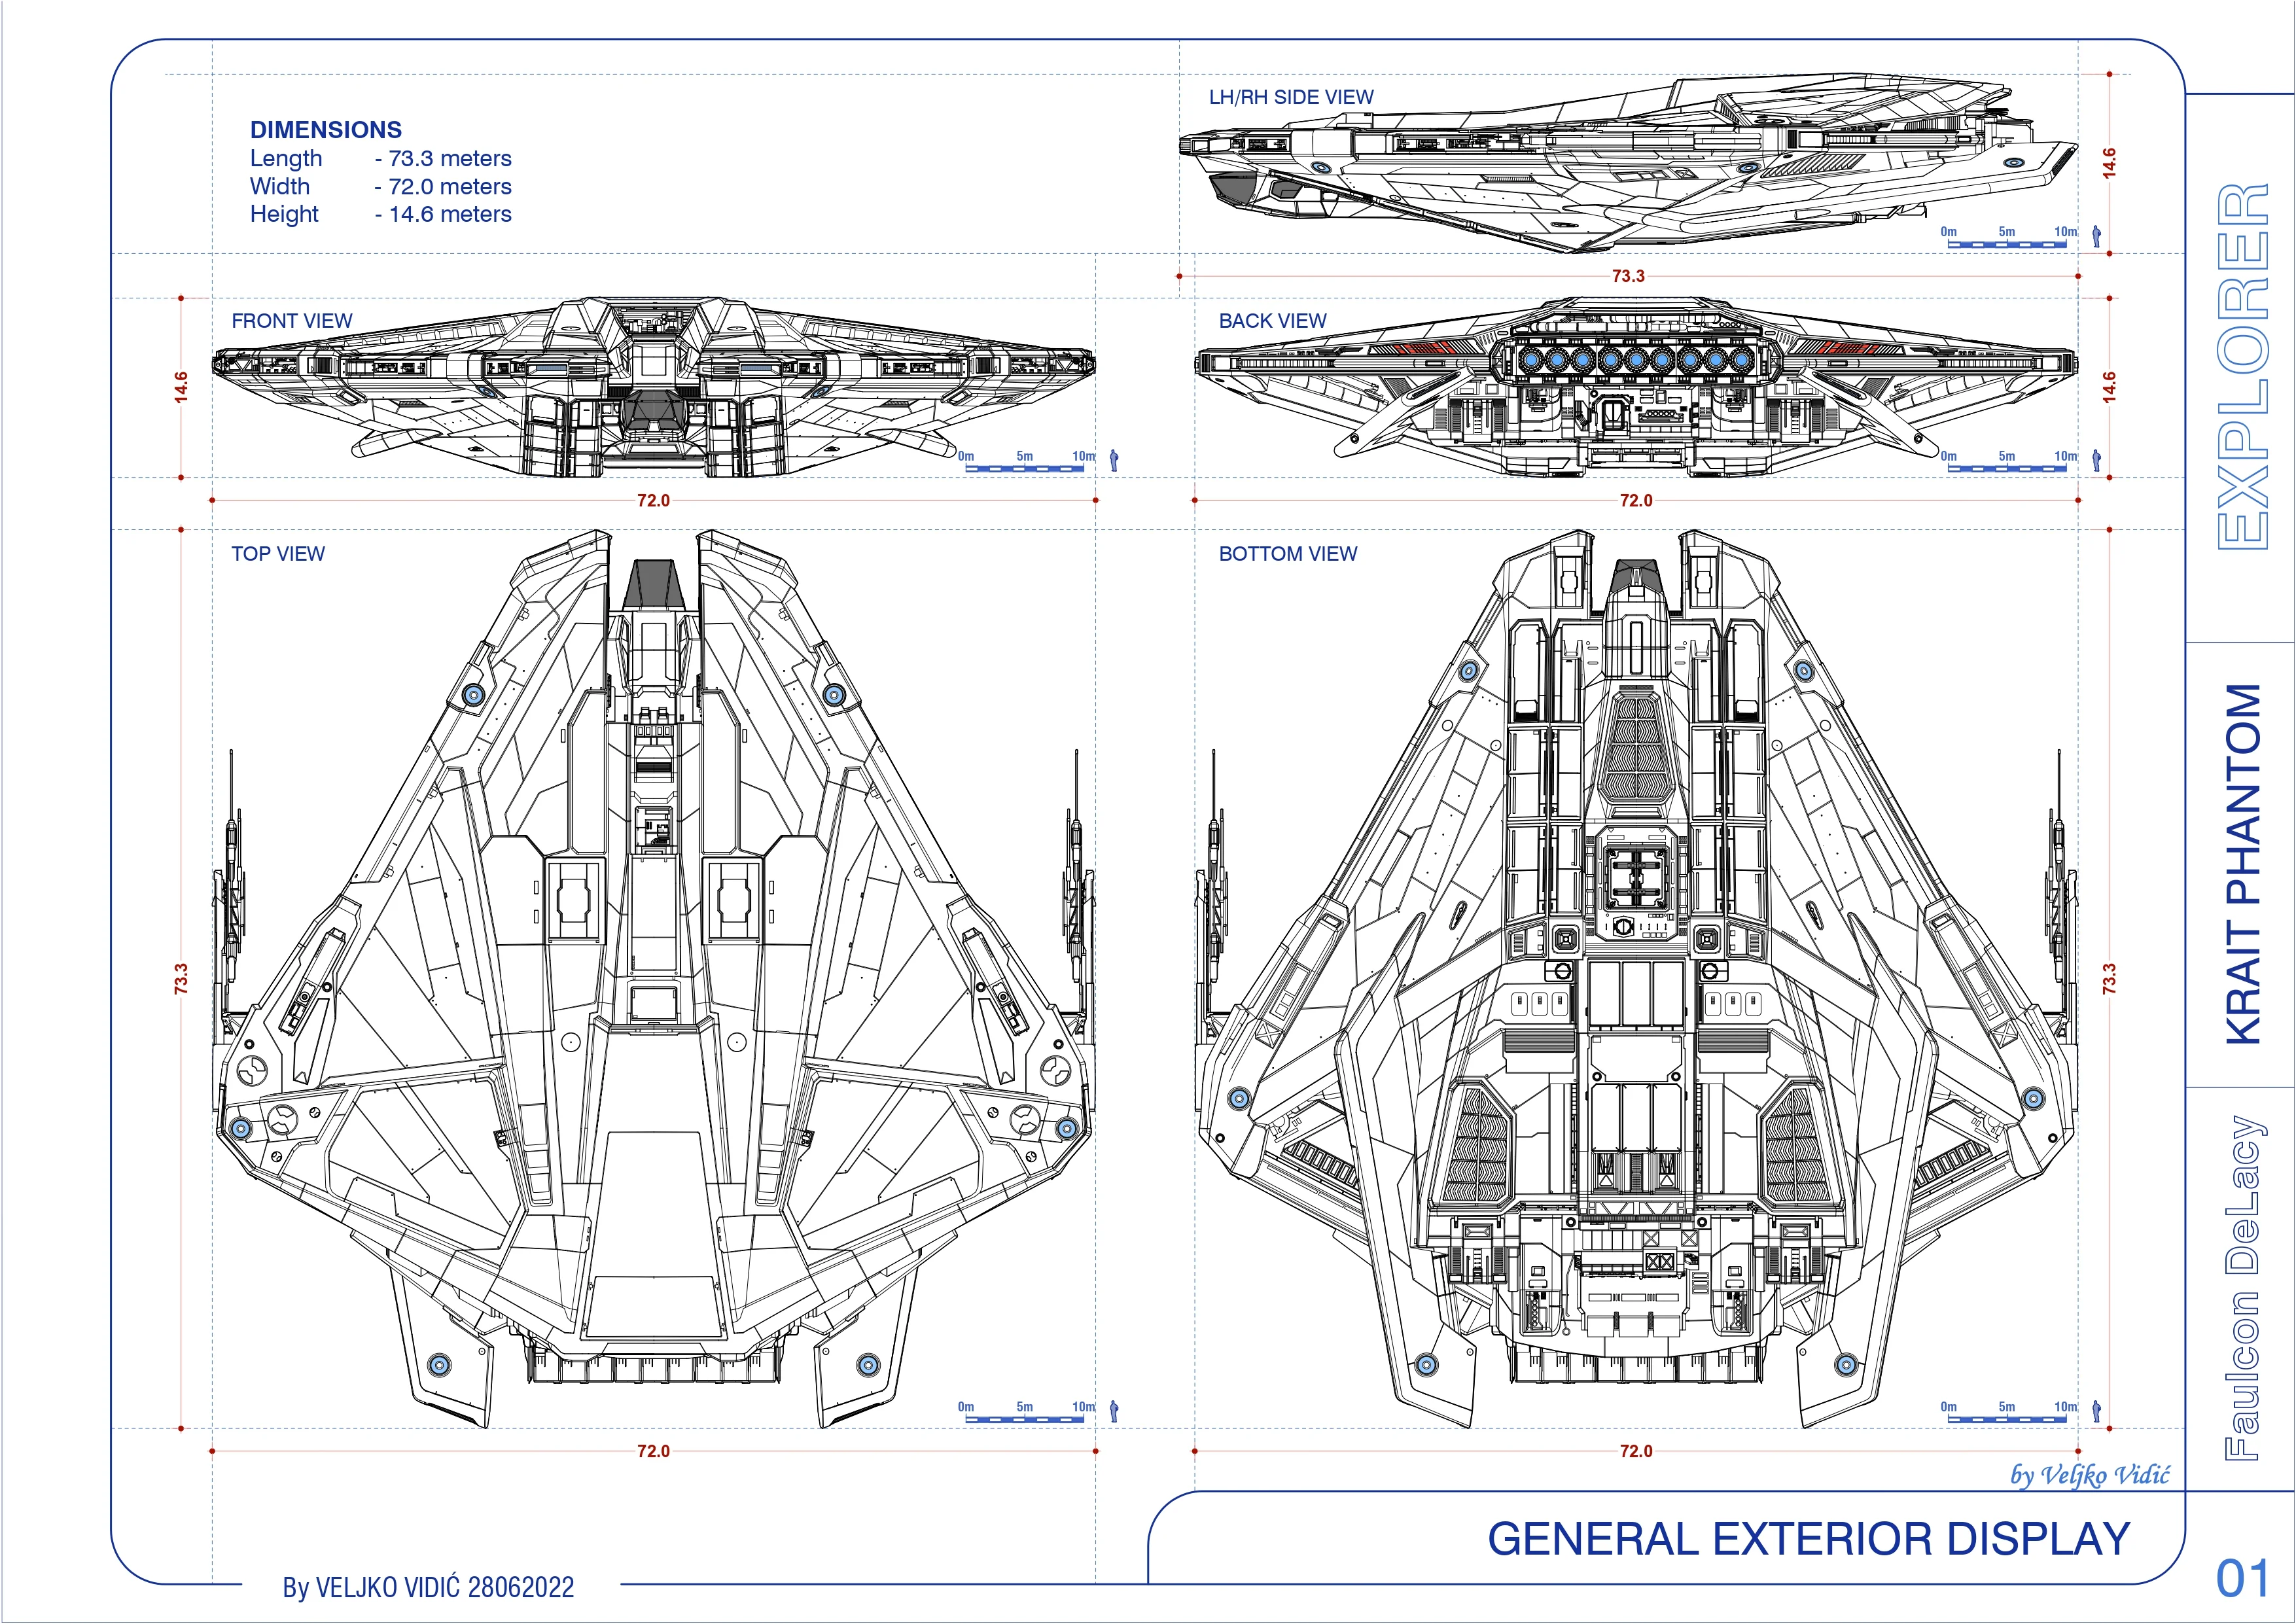 DIMENSIONS
Length - 73.3 meters
Width - 72.0 meters
Height - 14.6 meters
LH/RH SIDE VIEW
14.6
0m 5m 10m
73.3
FRONT VIEW
14.6
0m 5m 10m
72.0
BACK VIEW
14.6
0m 5m 10m
72.0
TOP VIEW
73.3
0m 5m 10m
72.0
BOTTOM VIEW
73.3
0m 5m 10m
72.0
by Veljko Vidić
GENERAL EXTERIOR DISPLAY
By VELJKO VIDIĆ 28062022
EXPLORER
KRAIT PHANTOM
Faulcon DeLacy
01